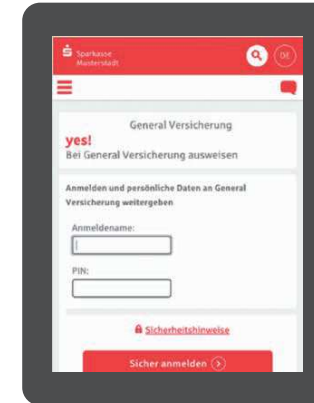 Sparkasse
Musterstadt
DE
General Versicherung
yes!
Bei General Versicherung ausweisen
Anmelden und persönliche Daten an General
Versicherung weitergeben
Anmeldename:
PIN:
Sicherheitshinweise
Sicher anmelden